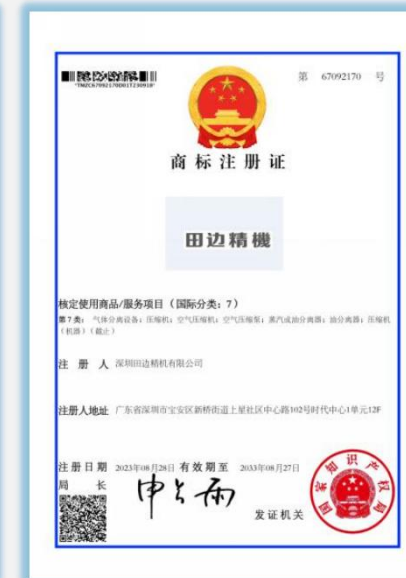 第 67092170 号
商标注册证
田边精機
核定使用商品/服务项目（国际分类：7）
第7类：气体分离设备；压缩机；空气压缩机；空气压缩泵；蒸汽或油分离器；油分离器；压缩机
（机器）（截止）
注 册 人 深圳田边精机有限公司
注册人地址 广东省深圳市宝安区新桥街道上星社区中心路102号时代中心1单元12F
注册日期 2023年08月28日 有效期至 2033年08月27日
局 长
发证机关
国家知识产权局